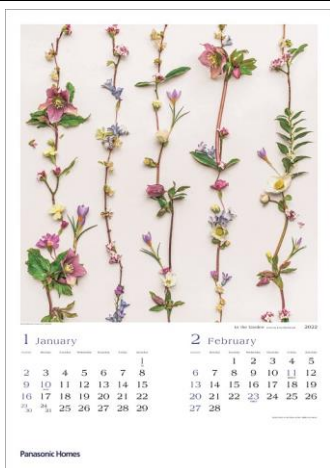 In the Garden
2022
1 January
1
2 3 4 5 6 7 8
9 10 11 12 13 14 15
16 17 18 19 20 21 22
23 30 24 31 25 26 27 28 29
2 February
1 2 3 4 5
6 7 8 9 10 11 12
13 14 15 16 17 18 19
20 21 22 23 24 25 26
27 28
Panasonic Homes